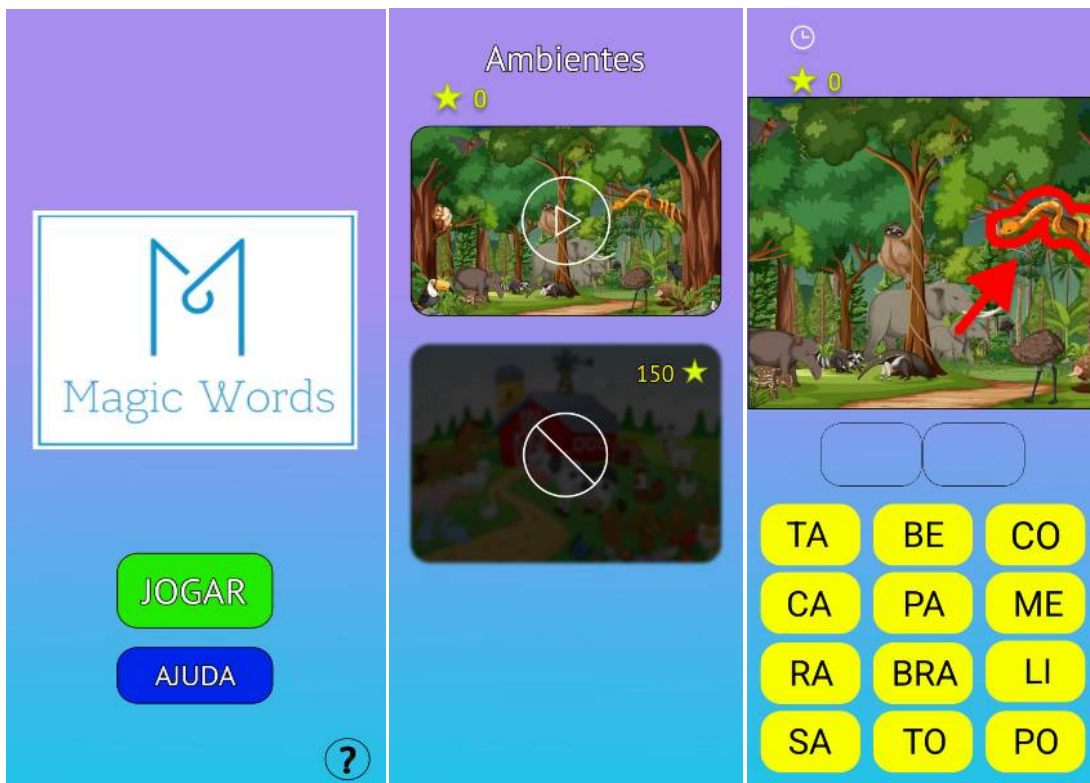 Magic Words
JOGAR
AJUDA
?
Ambientes
0
150
0
TA BE CO
CA PA ME
RA BRA LI
SA TO PO